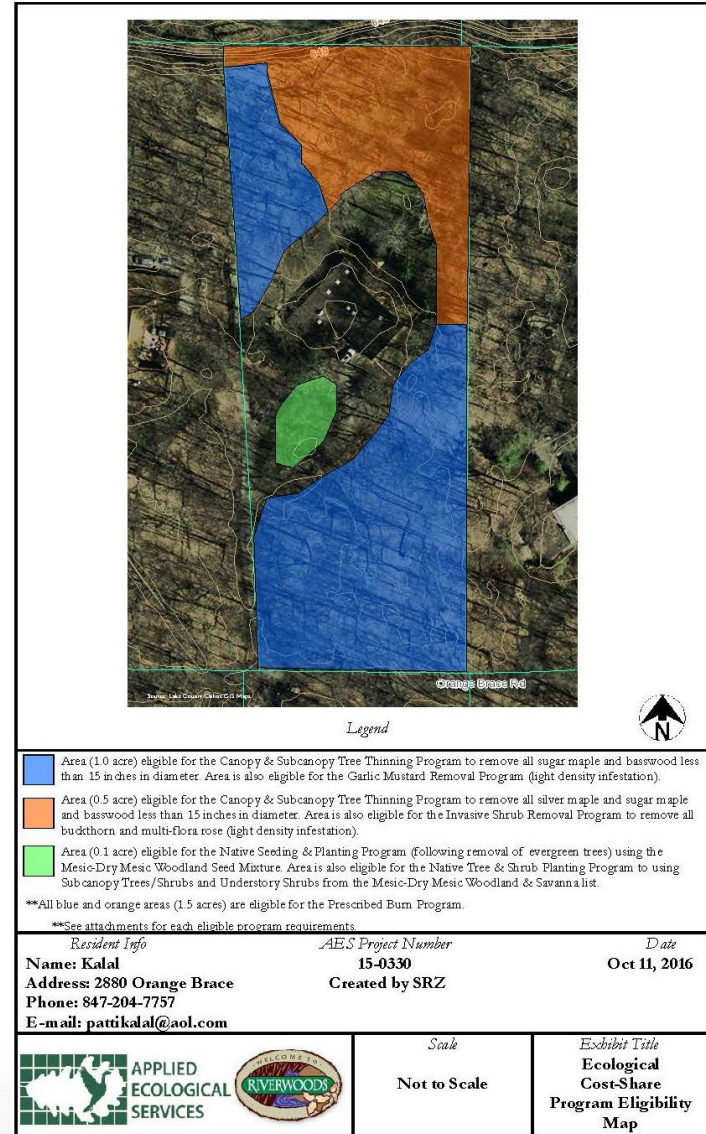 648
Source: Lake County Online GIS Maps
Orange Brace Rd
Legend
N
Area (1.0 acre) eligible for the Canopy & Subcanopy Tree Thinning Program to remove all sugar maple and basswood less
than 15 inches in diameter. Area is also eligible for the Garlic Mustard Removal Program (light density infestation).
Area (0.5 acre) eligible for the Canopy & Subcanopy Tree Thinning Program to remove all silver maple and sugar maple
and basswood less than 15 inches in diameter. Area is also eligible for the Invasive Shrub Removal Program to remove all
buckthorn and multi-flora rose (light density infestation).
Area (0.1 acre) eligible for the Native Seeding & Planting Program (following removal of evergreen trees) using the
Mesic-Dry Mesic Woodland Seed Mixture. Area is also eligible for the Native Tree & Shrub Planting Program to using
Subcanopy Trees/Shrubs and Understory Shrubs from the Mesic-Dry Mesic Woodland & Savanna list.
**All blue and orange areas (1.5 acres) are eligible for the Prescribed Burn Program.
**See attachments for each eligible program requirements.
Resident Info
Name: Kalal
Address: 2880 Orange Brace
Phone: 847-204-7757
E-mail: pattikalal@aol.com
AES Project Number
15-0330
Created by SRZ
Date
Oct 11, 2016
APPLIED
ECOLOGICAL
SERVICES
WELCOME TO
RIVERWOODS
Scale
Not to Scale
Exhibit Title
Ecological
Cost-Share
Program Eligibility
Map